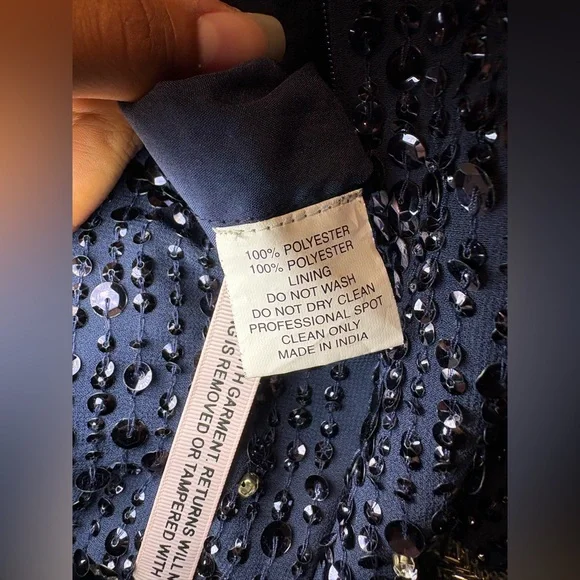 100% POLYESTER
100% POLYESTER
LINING
DO NOT WASH
DO NOT DRY CLEAN
PROFESSIONAL SPOT
CLEAN ONLY
MADE IN INDIA
GARMENT RETURNS WILL
IS REMOVED OR TAMPERED WITH